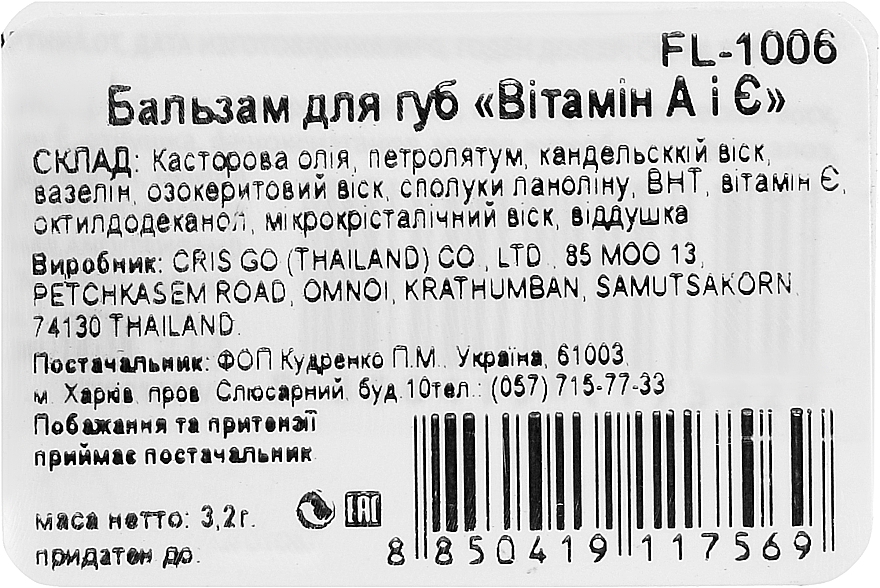 FL-1006
Бальзам для губ «Вітамін А і Є»
СКЛАД: Касторова олія, петролятум, кандельсккій віск,
вазелін, озокеритовий віск, сполуки ланоліну, ВНТ, вітамін Є,
октилдодеканол, мікрокрісталічний віск, віддушка
Виробник: CRIS GO (THAILAND) CO., LTD., 85 MOO 13,
PETCHKASEM ROAD, OMNOI, KRATHUMBAN, SAMUTSAKORN,
74130 THAILAND.
Постачальник: ФОП Кудренко П.М., Україна, 61003,
м. Харків, пров. Слюсарний, буд.10тел.: (057) 715-77-33
Побажання та притензії
приймає постачальник
маса нетто: 3,2г. EAC
придатен до:
8 850419 117569